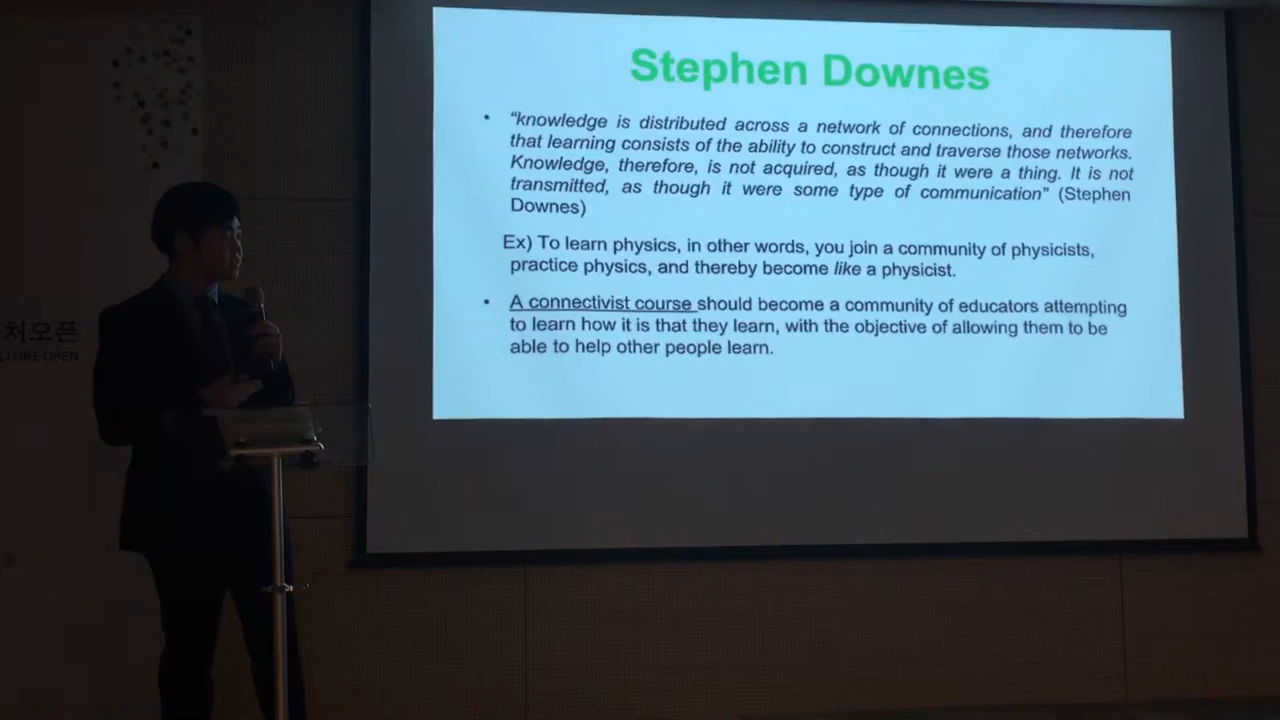 Stephen Downes
• “knowledge is distributed across a network of connections, and therefore
that learning consists of the ability to construct and traverse those networks.
Knowledge, therefore, is not acquired, as though it were a thing. It is not
transmitted, as though it were some type of communication” (Stephen
Downes)
Ex) To learn physics, in other words, you join a community of physicists,
practice physics, and thereby become like a physicist.
• A connectivist course should become a community of educators attempting
to learn how it is that they learn, with the objective of allowing them to be
able to help other people learn.
처오픈
LTURE OPEN